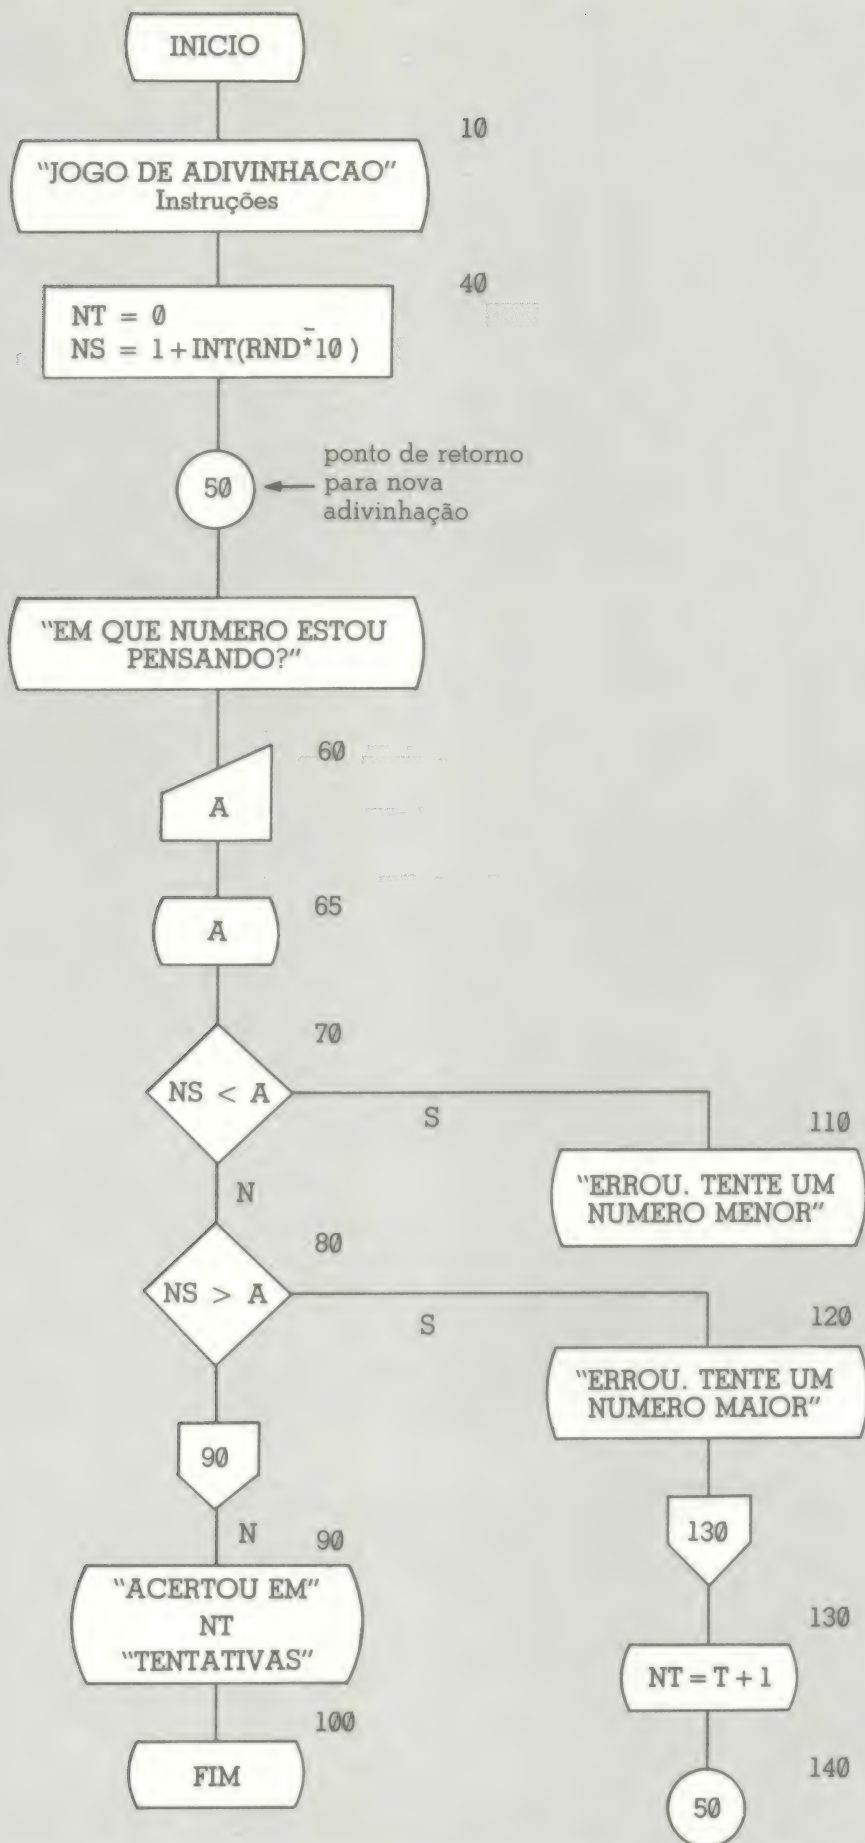 INICIO
10
"JOGO DE ADIVINHACAO"
Instruções
40
NT = 0
NS = 1 + INT(RND*10)
50
ponto de retorno
para nova
adivinhação
"EM QUE NUMERO ESTOU
PENSANDO?"
60
A
65
A
70
NS < A
S
N
110
"ERROU. TENTE UM
NUMERO MENOR"
80
NS > A
S
120
"ERROU. TENTE UM
NUMERO MAIOR"
90
N
130
90
"ACERTOU EM"
NT
"TENTATIVAS"
130
NT = T + 1
100
FIM
140
50